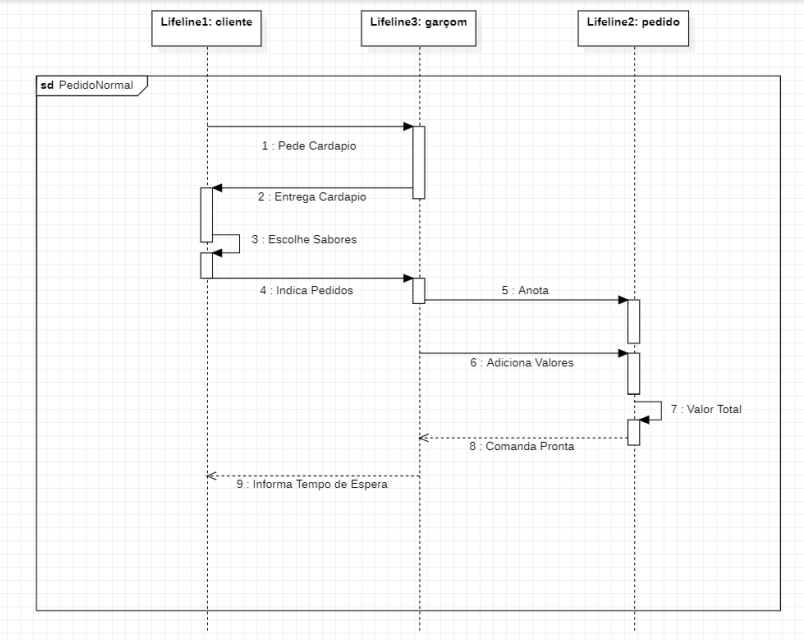 Lifeline1: cliente
Lifeline3: garçom
Lifeline2: pedido
sd PedidoNormal
1 : Pede Cardapio
2 : Entrega Cardapio
3 : Escolhe Sabores
4 : Indica Pedidos
5 : Anota
6 : Adiciona Valores
7 : Valor Total
8 : Comanda Pronta
9 : Informa Tempo de Espera